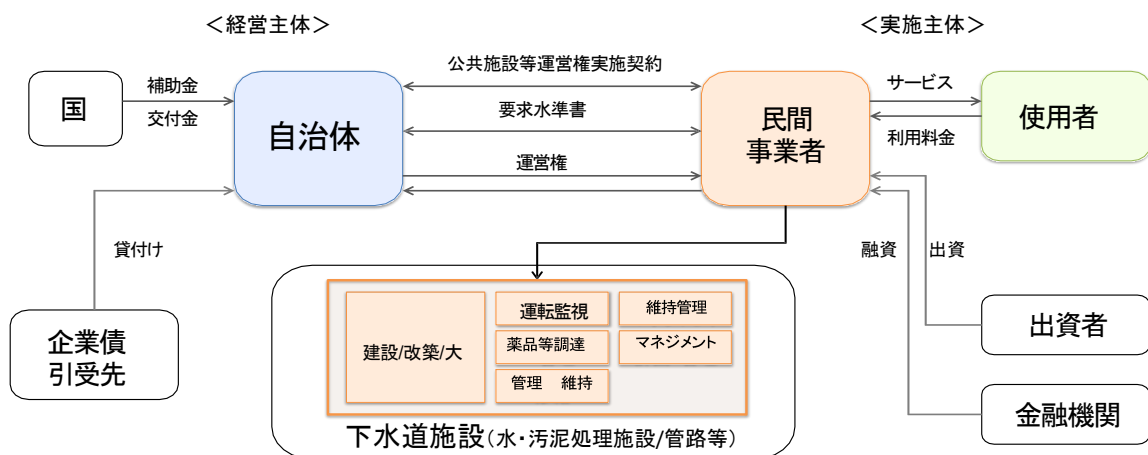 ＜経営主体＞
＜実施主体＞
国
補助金
交付金
自治体
公共施設等運営権実施契約
要求水準書
運営権
民間
事業者
サービス
利用料金
使用者
貸付け
融資
出資
企業債
引受先
建設/改築/大
運転監視
維持管理
薬品等調達
マネジメント
管理 維持
下水道施設(水・汚泥処理施設/管路等)
出資者
金融機関